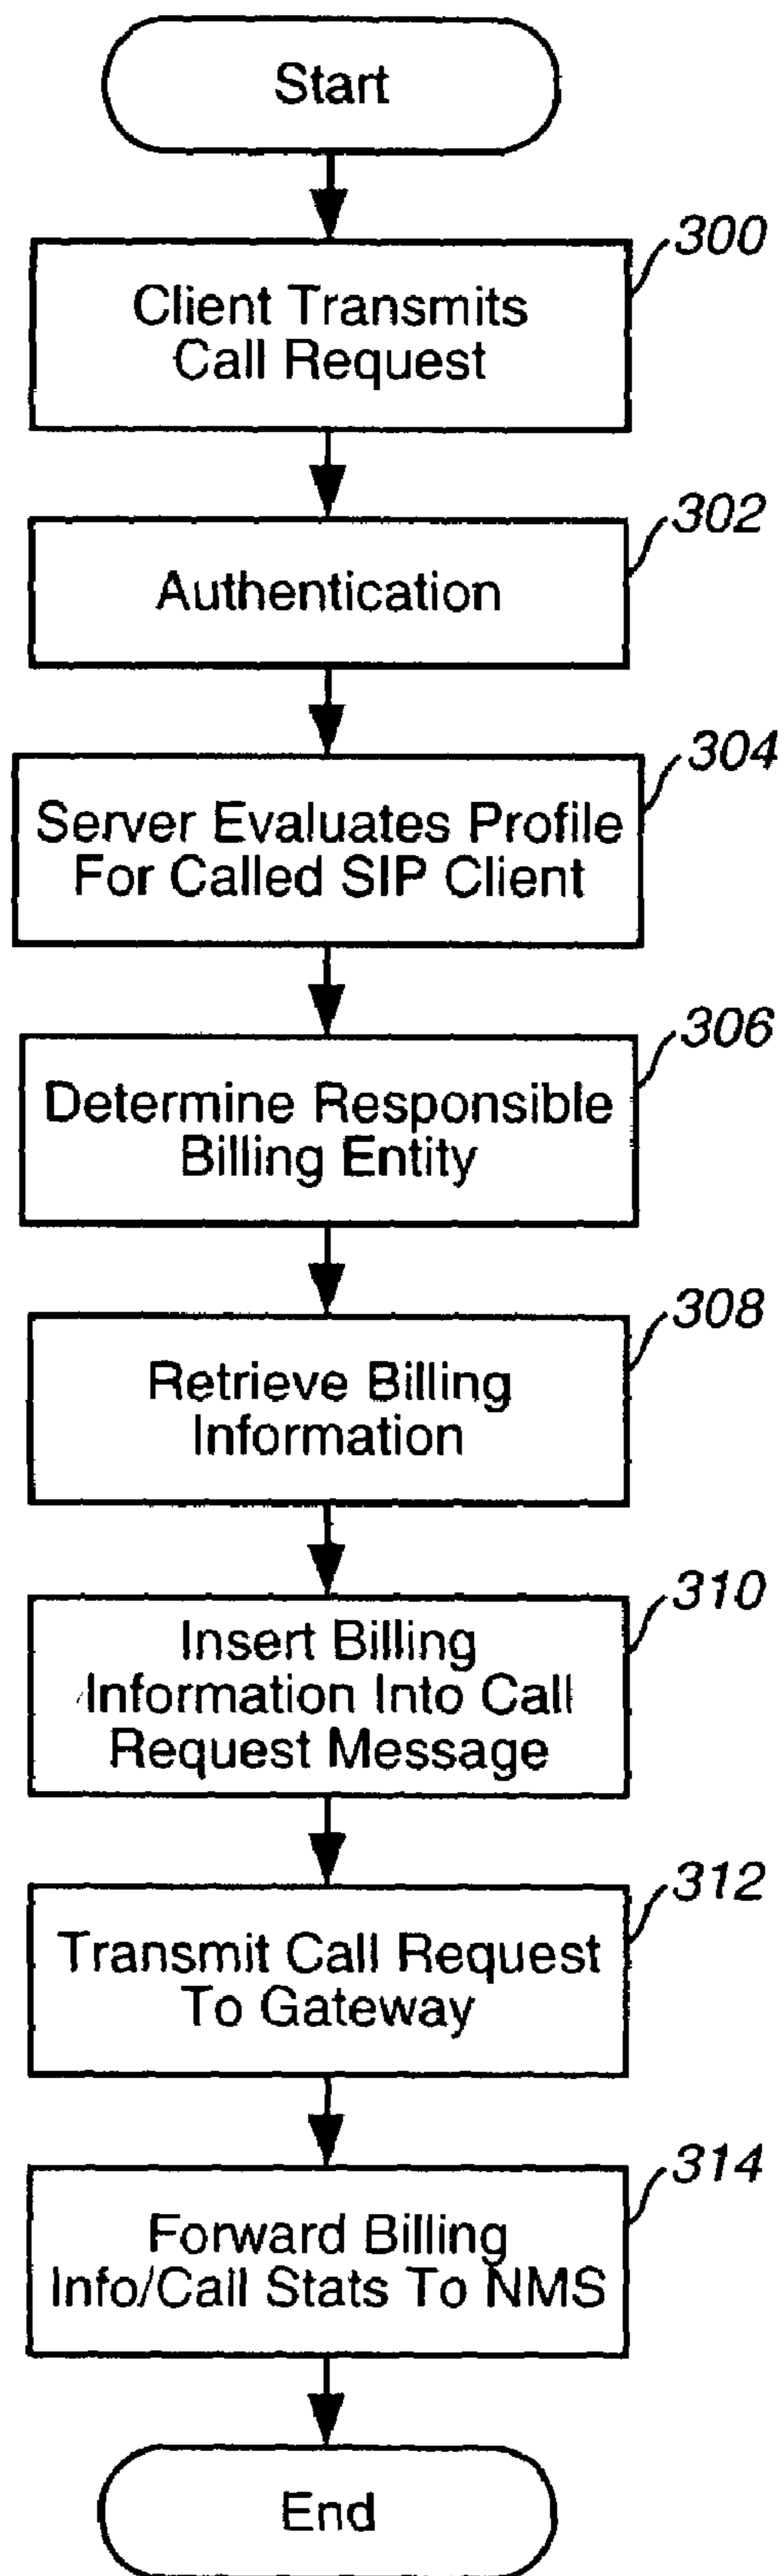 Start
300
Client Transmits
Call Request
302
Authentication
304
Server Evaluates Profile
For Called SIP Client
306
Determine Responsible
Billing Entity
308
Retrieve Billing
Information
310
Insert Billing
Information Into Call
Request Message
312
Transmit Call Request
To Gateway
314
Forward Billing
Info/Call Stats To NMS
End